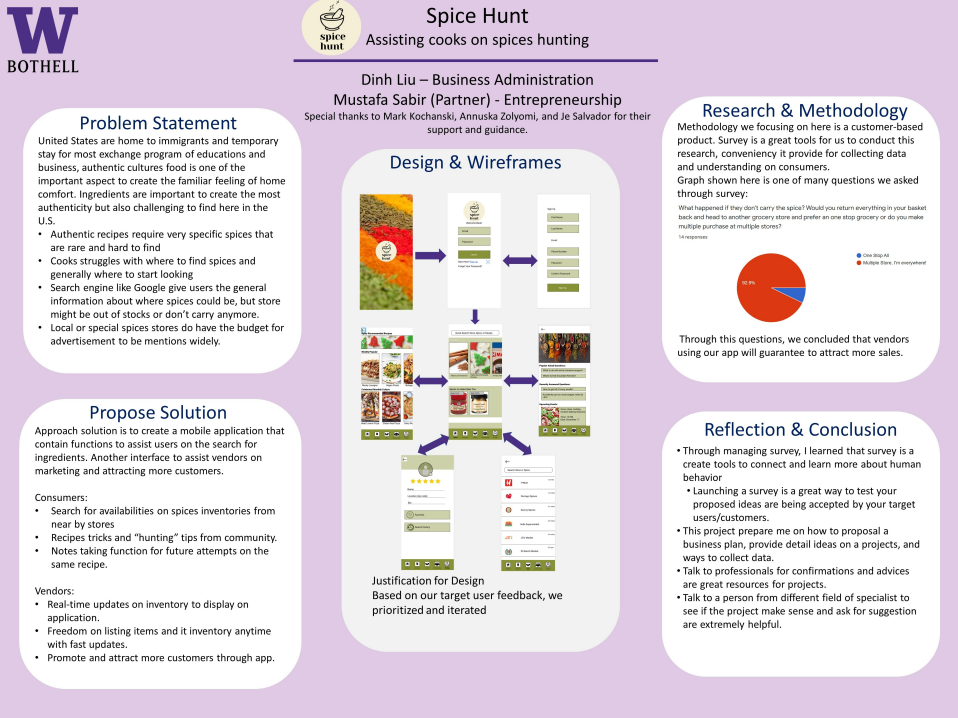 W
BOTHELL
spice
hunt
Spice Hunt
Assisting cooks on spices hunting
Dinh Liu – Business Administration
Mustafa Sabir (Partner) - Entrepreneurship
Special thanks to Mark Kochanski, Annuska Zolyomi, and Je Salvador for their
support and guidance.
Problem Statement
United States are home to immigrants and temporary
stay for most exchange program of educations and
business, authentic cultures food is one of the
important aspect to create the familiar feeling of home
comfort. Ingredients are important to create the most
authenticity but also challenging to find here in the
U.S.
• Authentic recipes require very specific spices that
are rare and hard to find
• Cooks struggles with where to find spices and
generally where to start looking
• Search engine like Google give users the general
information about where spices could be, but store
might be out of stocks or don't carry anymore.
• Local or special spices stores do have the budget for
advertisement to be mentions widely.
Propose Solution
Approach solution is to create a mobile application that
contain functions to assist users on the search for
ingredients. Another interface to assist vendors on
marketing and attracting more customers.
Consumers:
• Search for availabilities on spices inventories from
near by stores
• Recipes tricks and “hunting” tips from community.
• Notes taking function for future attempts on the
same recipe.
Vendors:
• Real-time updates on inventory to display on
application.
• Freedom on listing items and it inventory anytime
with fast updates.
• Promote and attract more customers through app.
Design & Wireframes
spice
hunt
spice
hunt
Justification for Design
Based on our target user feedback, we
prioritized and iterated
Research & Methodology
Methodology we focusing on here is a customer-based
product. Survey is a great tools for us to conduct this
research, conveniency it provide for collecting data
and understanding on consumers.
Graph shown here is one of many questions we asked
through survey:
What happened if they don't carry the spice? Would you return everything in your basket
back and head to another grocery store and prefer an one stop grocery or do you make
multiple purchase at multiple stores?
14 responses
One Stop All
Multiple Store, I'm everywhere!
92.9%
Through this questions, we concluded that vendors
using our app will guarantee to attract more sales.
Reflection & Conclusion
• Through managing survey, I learned that survey is a
create tools to connect and learn more about human
behavior
• Launching a survey is a great way to test your
proposed ideas are being accepted by your target
users/customers.
• This project prepare me on how to proposal a
business plan, provide detail ideas on a projects, and
ways to collect data.
• Talk to professionals for confirmations and advices
are great resources for projects.
• Talk to a person from different field of specialist to
see if the project make sense and ask for suggestion
are extremely helpful.